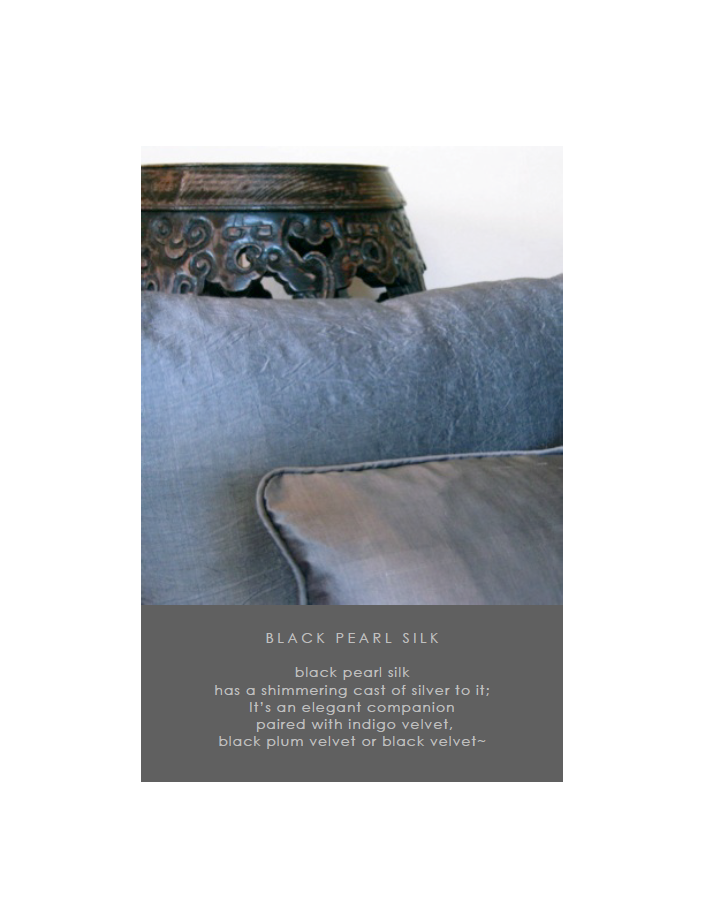 BLACK PEARL SILK
black pearl silk
has a shimmering cast of silver to it;
It's an elegant companion
paired with indigo velvet,
black plum velvet or black velvet~